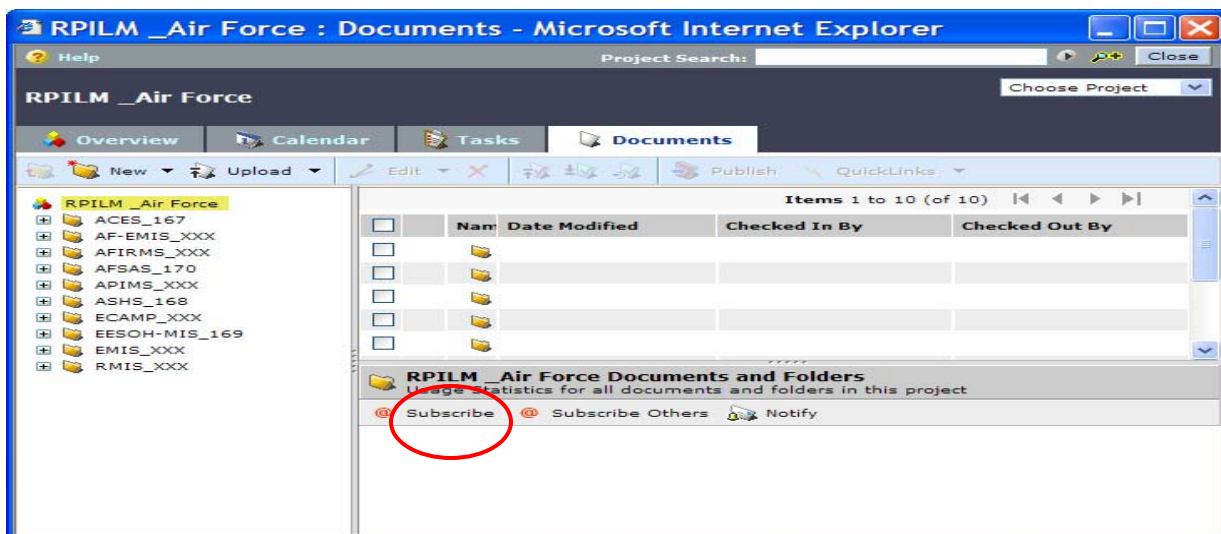 RPILM _Air Force : Documents - Microsoft Internet Explorer
Help Project Search: Close
RPILM _Air Force Choose Project
Overview Calendar Tasks Documents
New Upload Edit Publish QuickLinks
RPILM _Air Force
ACES_167
AF-EMIS_XXX
AFIRMS_XXX
AFSAS_170
APIMS_XXX
ASHS_168
ECAMP_XXX
EESOH-MIS_169
EMIS_XXX
RMIS_XXX
Items 1 to 10 (of 10)
Nam Date Modified Checked In By Checked Out By
RPILM _Air Force Documents and Folders
Usage Statistics for all documents and folders in this project
@ Subscribe @ Subscribe Others Notify